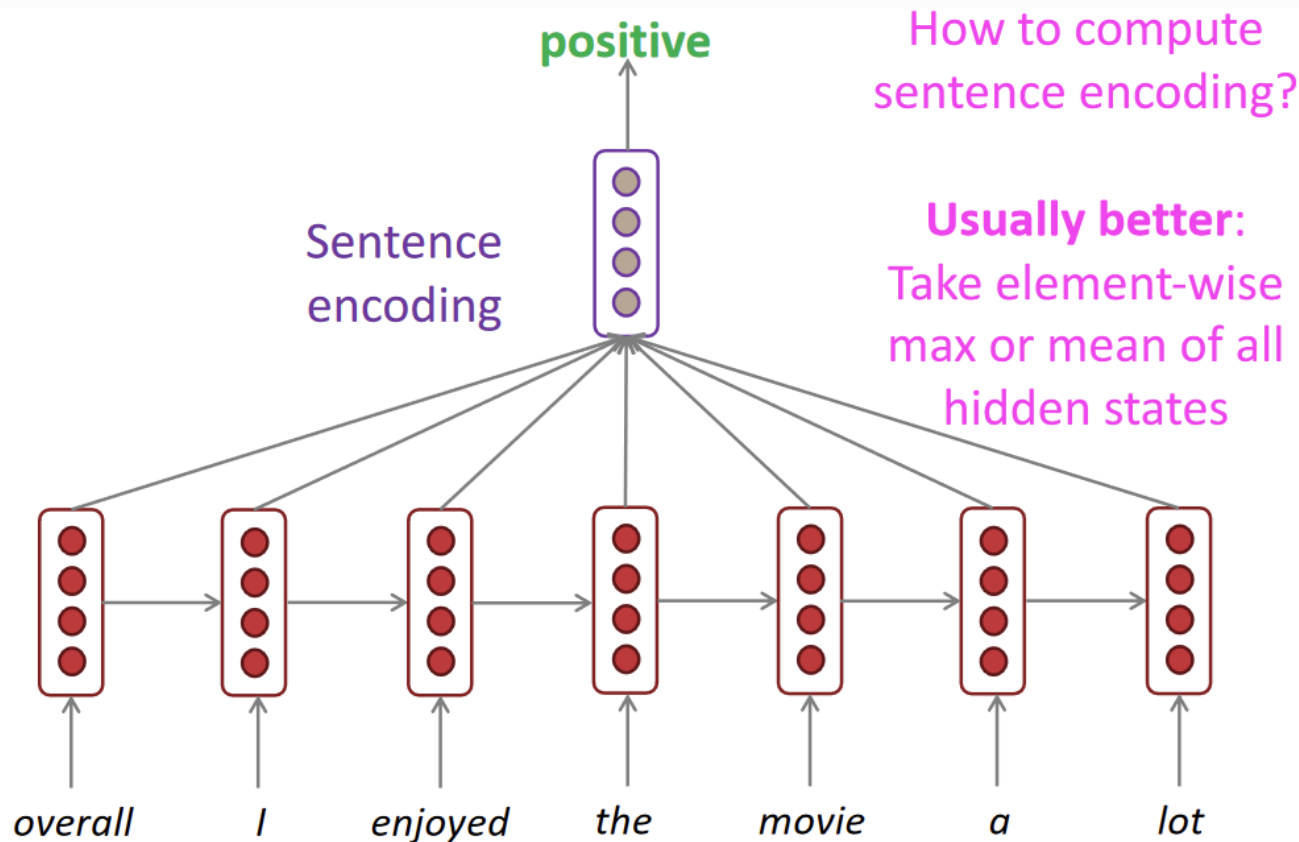 positive
How to compute
sentence encoding?
Usually better:
Take element-wise
max or mean of all
hidden states
Sentence
encoding
overall I enjoyed the movie a lot